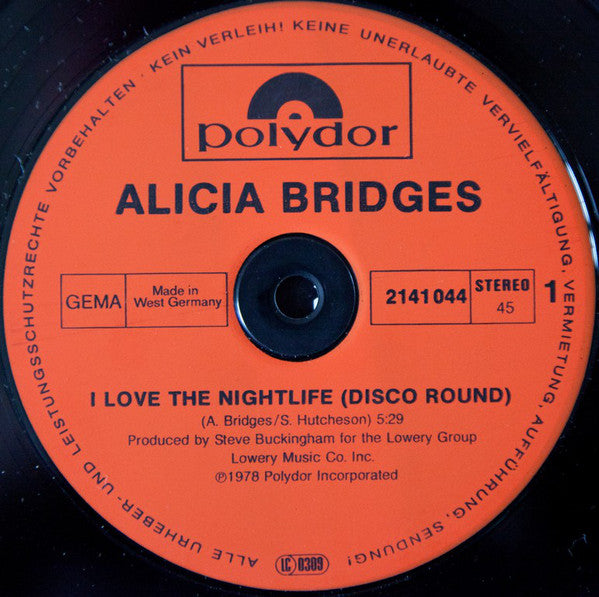 ALLE URHEBER- UND LEISTUNGSSCHUTZRECHTE VORBEHALTEN · KEIN VERLEIH! KEINE UNERLAUBTE VERVIELFÄLTIGUNG, VERMIETUNG, AUFFÜHRUNG, SENDUNG!
polydor
ALICIA BRIDGES
GEMA
Made in
West Germany
2141 044
STEREO
45
1
I LOVE THE NIGHTLIFE (DISCO ROUND)
(A. Bridges/S. Hutcheson) 5:29
Produced by Steve Buckingham for the Lowery Group
Lowery Music Co. Inc.
℗1978 Polydor Incorporated
LC 0309